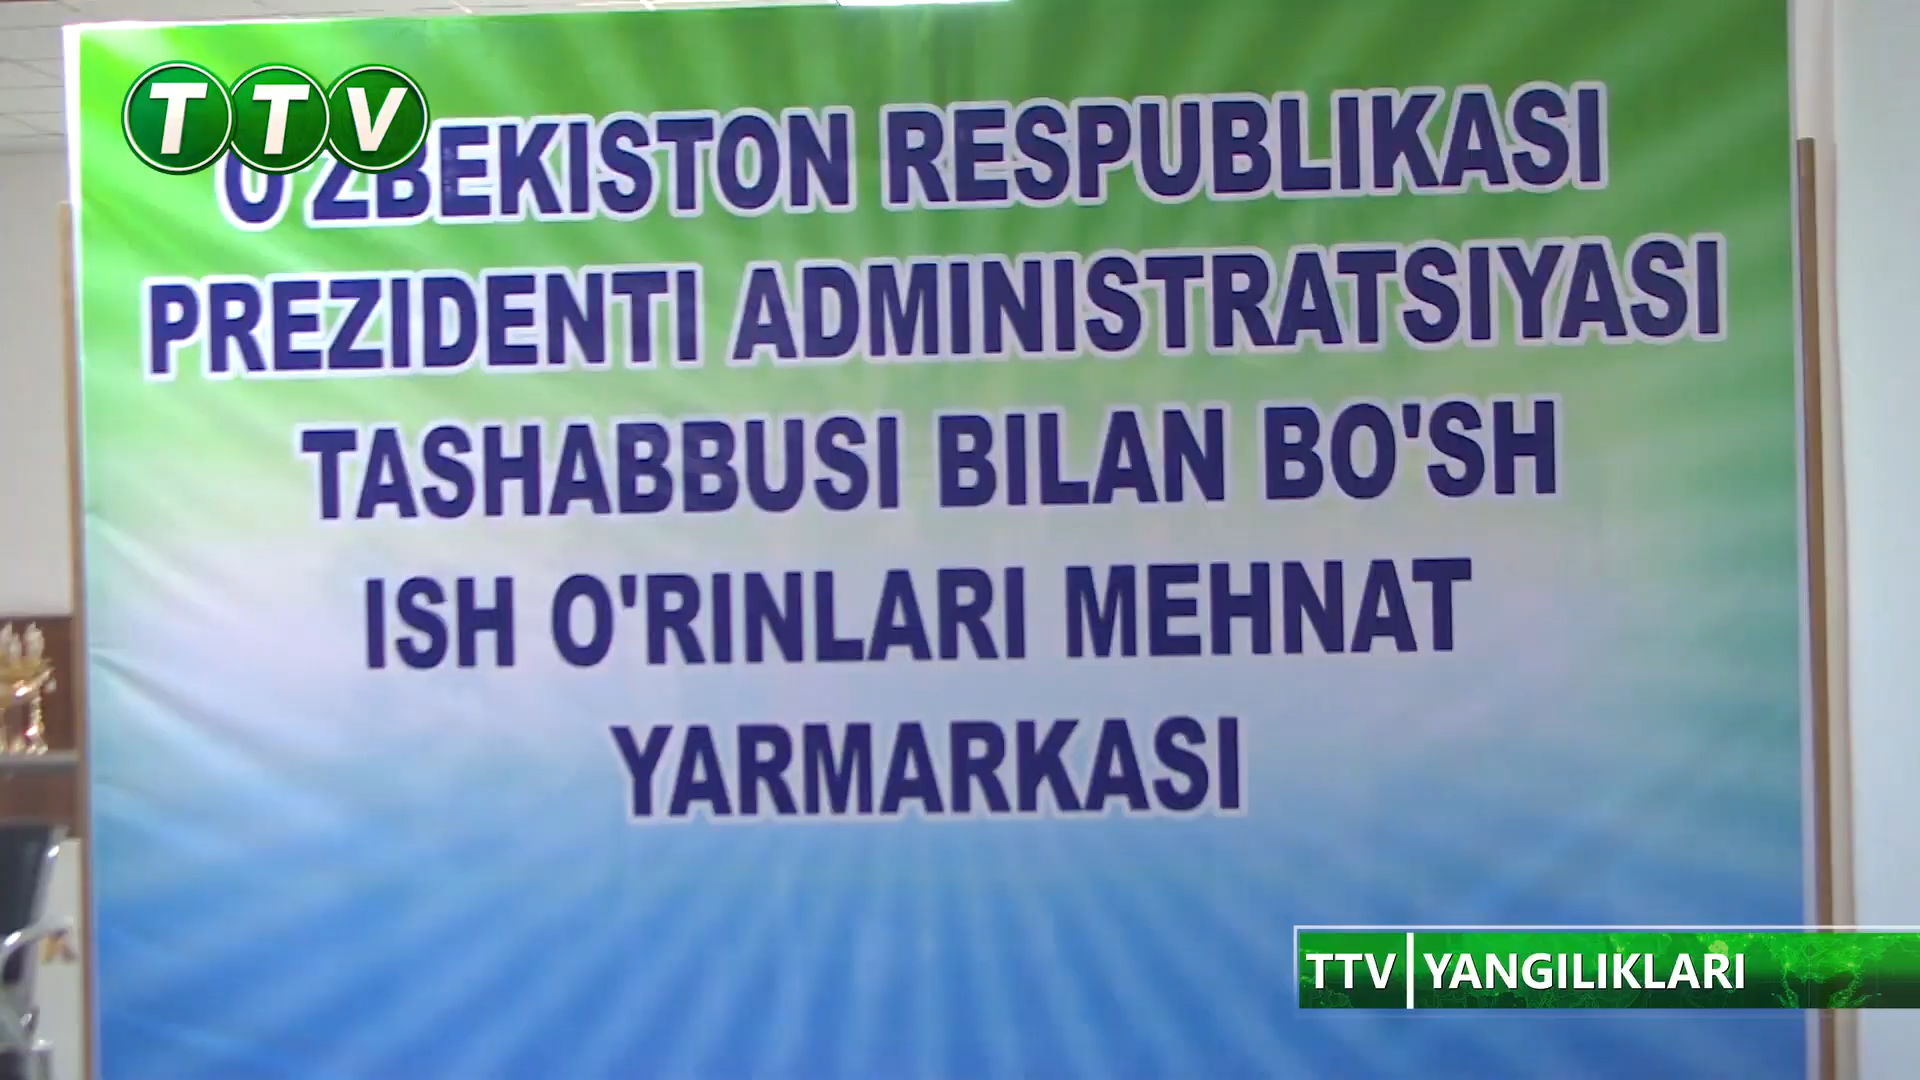 TTV
O'ZBEKISTON RESPUBLIKASI
PREZIDENTI ADMINISTRATSIYASI
TASHABBUSI BILAN BO'SH
ISH O'RINLARI MEHNAT
YARMARKASI
TTV YANGILIKLARI